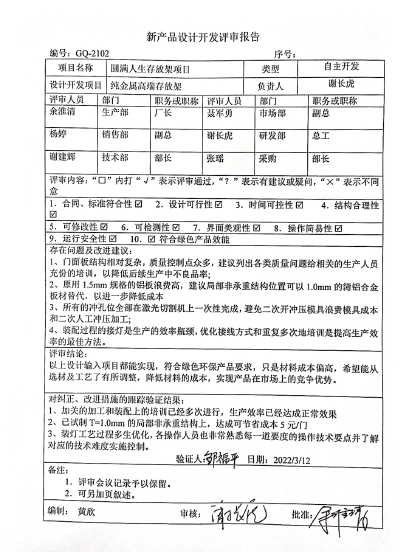 新产品设计开发评审报告
编号：GQ-2102 序号：
项目名称 圆满人生存放架项目 类型 自主开发
设计开发项目 纯金属高端存放架 负责人 谢长虎
评审人员 部门 职务或职称 评审人员 部门 职务或职称
余淮清 生产部 厂长 聂军勇 市场部 副总
杨婷 销售部 副总 谢长虎 研发部 总工
谢建辉 技术部 部长 张瑶 采购 部长
评审内容：“□”内打“√”表示评审通过，“？”表示有建议或疑问，“×”表示不同
意
1．合同、标准符合性☑ 2．设计可行性☑ 3．时间可控性☑ 4．结构合理性
☑
5．可修改性☑ 6．可检测性☑ 7．界面美观性☑ 8．操作简易性☑
9．运行安全性☑ 10．☑ 符合绿色产品效能
存在问题及改进建议：
1、门面板结构相对复杂，质量控制点众多，建议列出各类质量问题给相关的生产人员
充份的培训，以降低后续生产中不良品率；
2、原用 1.5mm 规格的铝板浪费高，建议局部非承重结构位置可以 1.0mm 的薄铝合金
板材替代，以进一步降低成本
3、所有的冲孔位全部在激光切割机上一次性完成，避免二次开冲压模具浪费模具成本
和二次人工冲压加工；
4、装配过程的接灯是生产的效率瓶颈，优化接线方式和重复多次地培训是提高生产效
率的最佳方法。
评审结论：
以上设计输入项目都能实现，符合绿色环保产品要求，只是材料成本偏高，希望能从
选材及工艺了有所调整，降低材料的成本，实现产品在市场上的竞争优势。
对纠正、改进措施的跟踪验证结果：
1、加关的加工和装配上的培训已经多次进行，生产效率已经达成正常效果
2、已试制 T=1.0mm 的局部非承重结构上，达成可节省成本 5 元/门
3、装灯工艺过程多生优化，各操作人员也非常熟悉每一道要度的操作技术要点并了解
对应的技术难度实施控制。
验证人：邹福平 日期：2022/3/12
备注：
1．评审会议记录予以保留。
2．可另加页叙述。
编制：黄欣 审核： 批准：